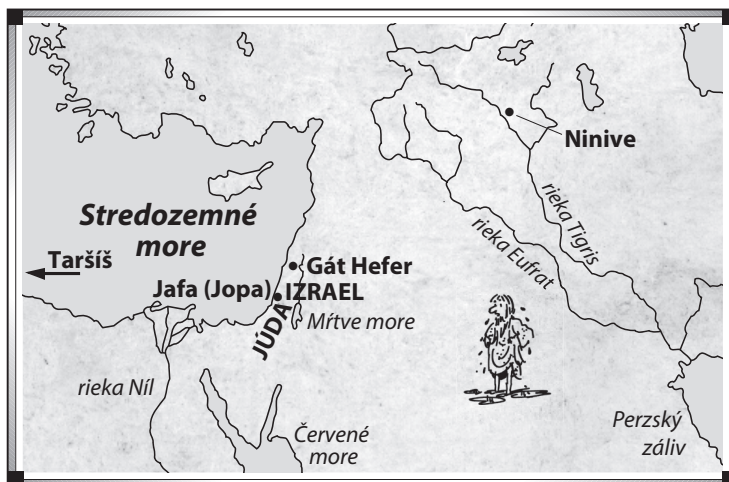 Ninive
rieka Tigris
rieka Eufrat
Stredozemné
more
Taršíš
Gát Hefer
Jafa (Jopa)
IZRAEL
JÚDA
Mŕtve more
rieka Níl
Červené
more
Perzský
záliv